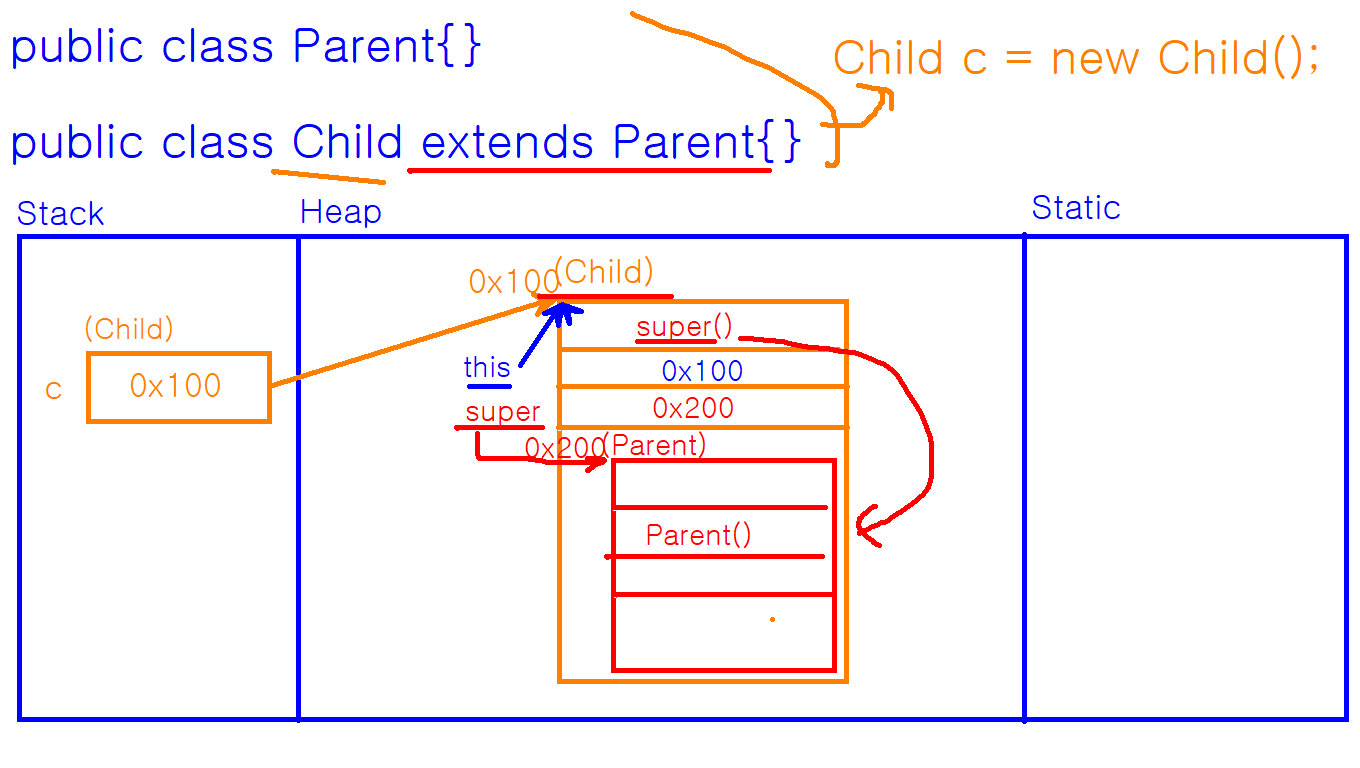 public class Parent{}
Child c = new Child();
public class Child extends Parent{}
Stack
Heap
Static
0x100(Child)
(Child)
super()
c
0x100
this
0x100
super
0x200
0x200(Parent)
Parent()